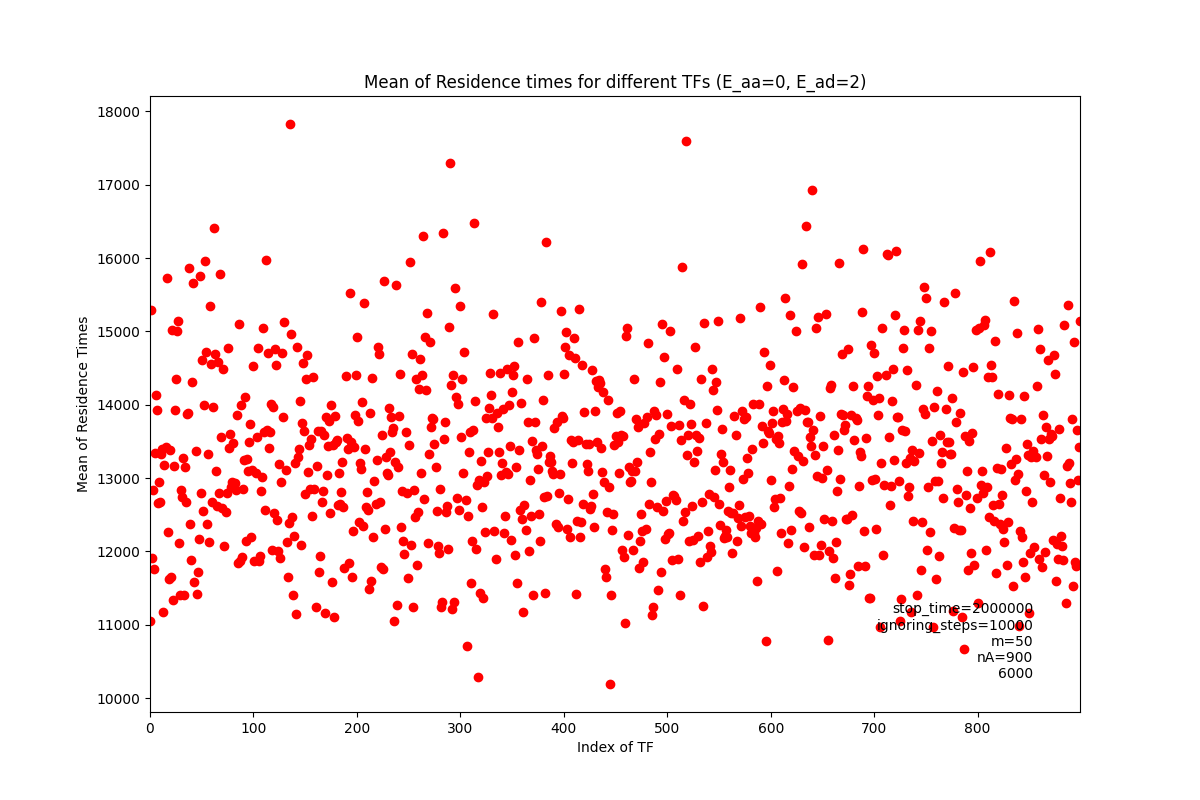 Mean of Residence times for different TFs (E_aa=0, E_ad=2)
18000
17000
16000
15000
14000
13000
12000
11000
10000
Mean of Residence Times
stop_time=2000000
ignoring_steps=10000
m=50
nA=900
6000
0 100 200 300 400 500 600 700 800
Index of TF